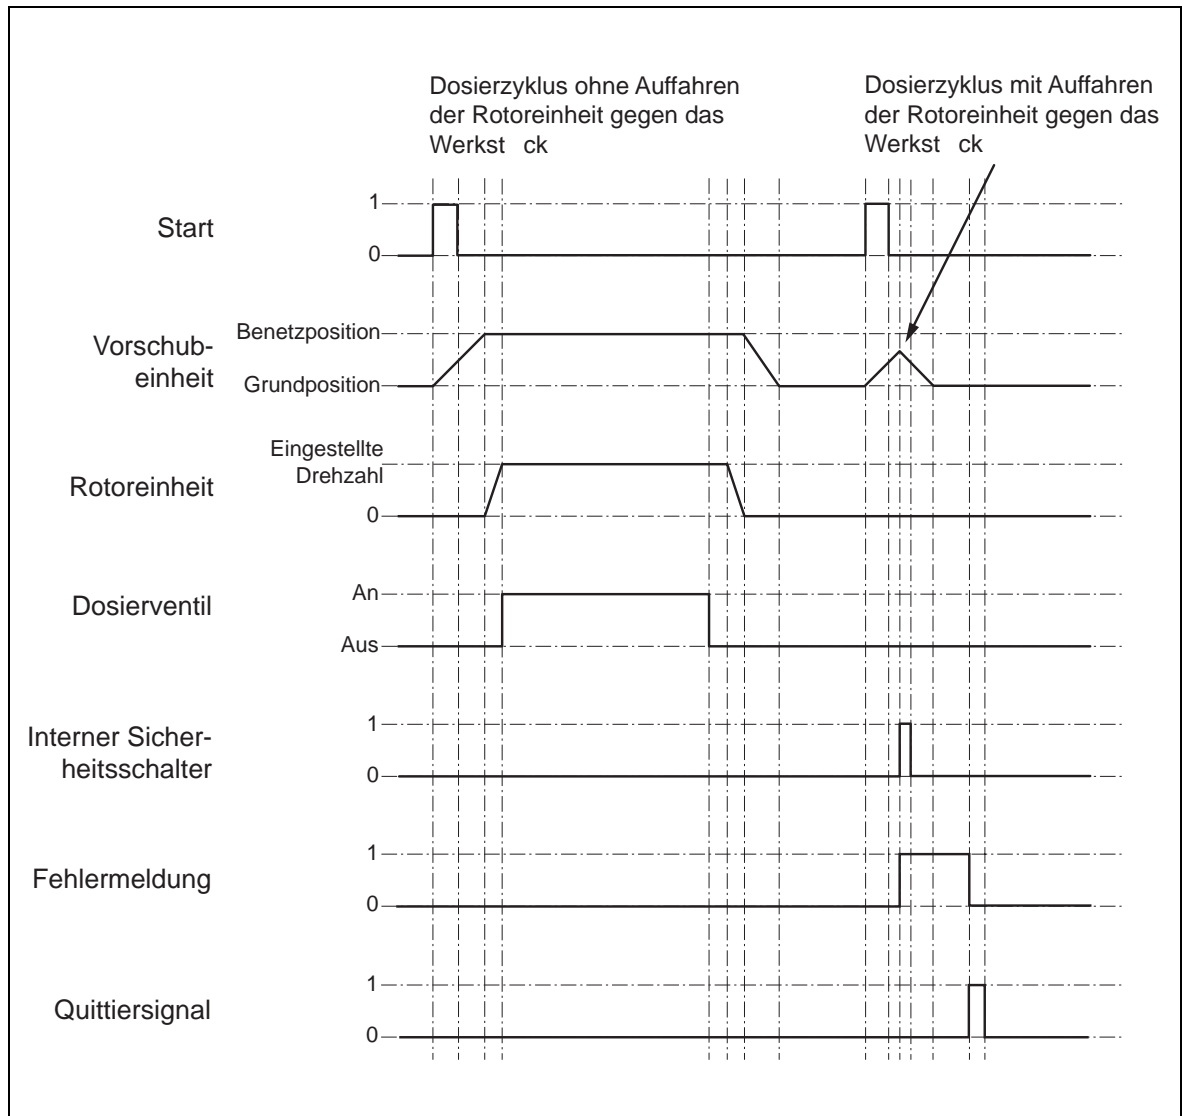 Dosierzyklus ohne Auffahren
der Rotoreinheit gegen das
Werkst ck
Dosierzyklus mit Auffahren
der Rotoreinheit gegen das
Werkst ck
Start
1
0
Vorschub-
einheit
Benetzposition
Grundposition
Rotoreinheit
Eingestellte
Drehzahl
0
Dosierventil
An
Aus
Interner Sicher-
heitsschalter
1
0
Fehlermeldung
1
0
Quittiersignal
1
0